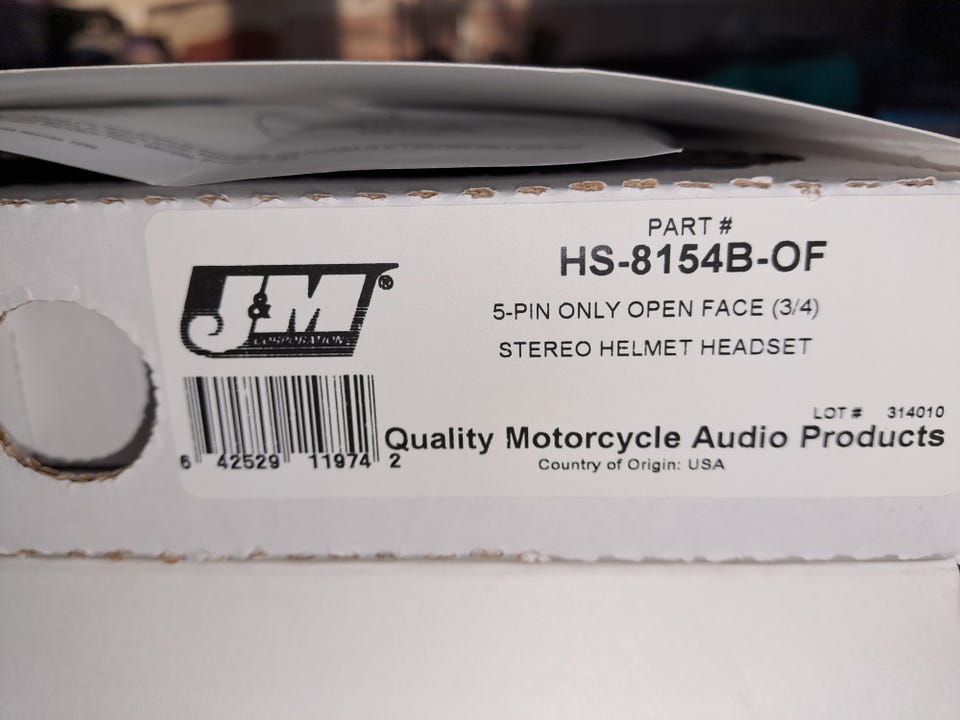 PART #
HS-8154B-OF
J&M®
CORPORATION
5-PIN ONLY OPEN FACE (3/4)
STEREO HELMET HEADSET
LOT # 314010
Quality Motorcycle Audio Products
6 42529 11974 2
Country of Origin: USA